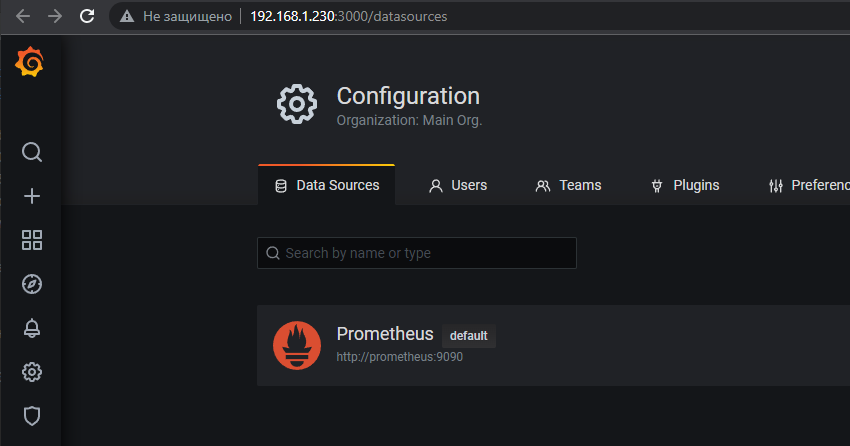 Не защищено 192.168.1.230:3000/datasources
Configuration
Organization: Main Org.
Data Sources Users Teams Plugins Preferenc
Search by name or type
Prometheus default
http://prometheus:9090